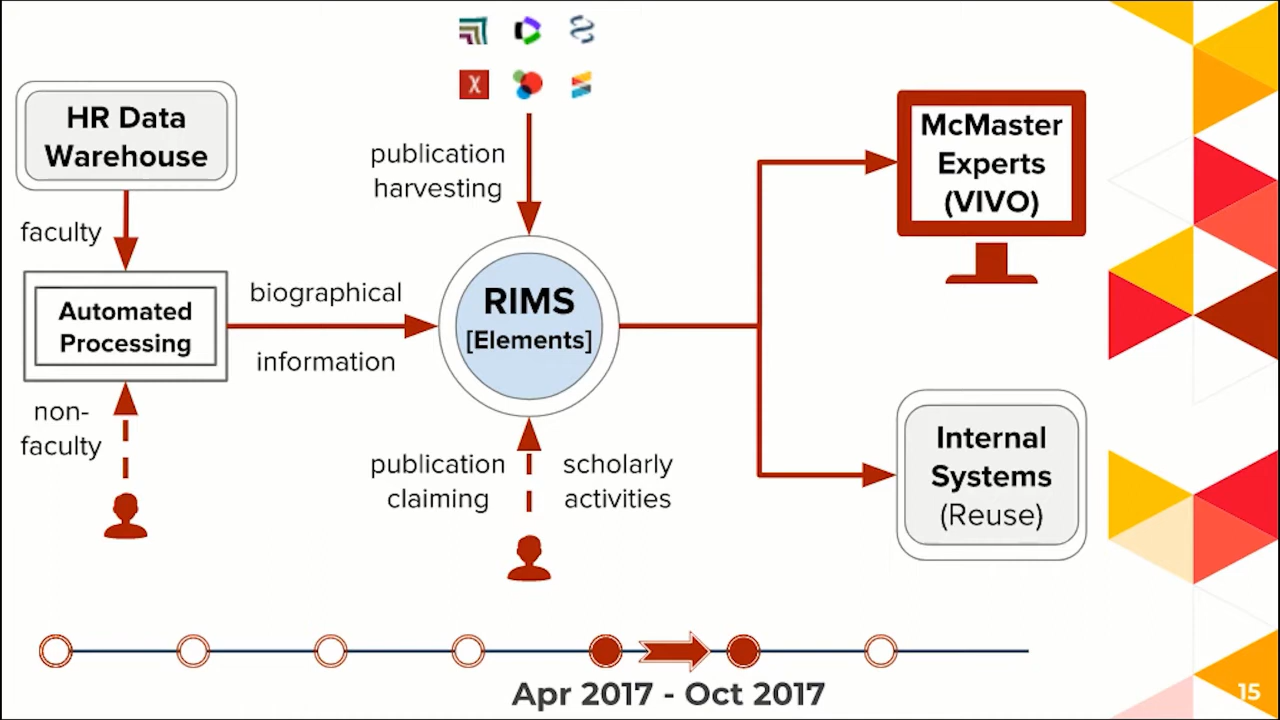 HR Data
Warehouse
faculty
Automated
Processing
non-
faculty
biographical
information
publication
harvesting
RIMS
[Elements]
publication
claiming
scholarly
activities
McMaster
Experts
(VIVO)
Internal
Systems
(Reuse)
Apr 2017 - Oct 2017
15